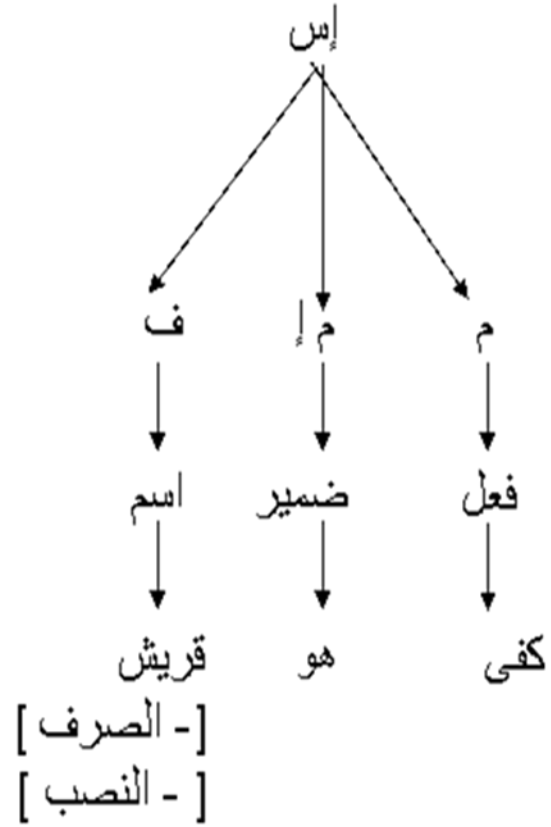 إس
م م إ ف
فعل ضمير اسم
كفى هو قريش
[- الصرف]
[- النصب]